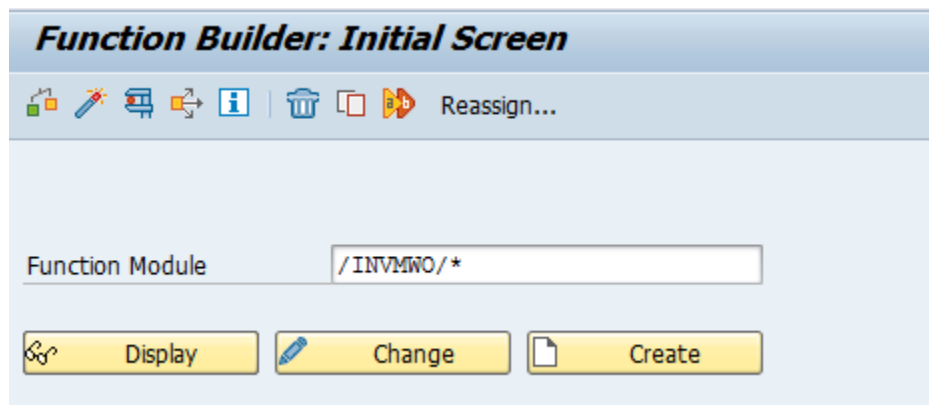 Function Builder: Initial Screen
Reassign...
Function Module /INVMWO/*
Display Change Create